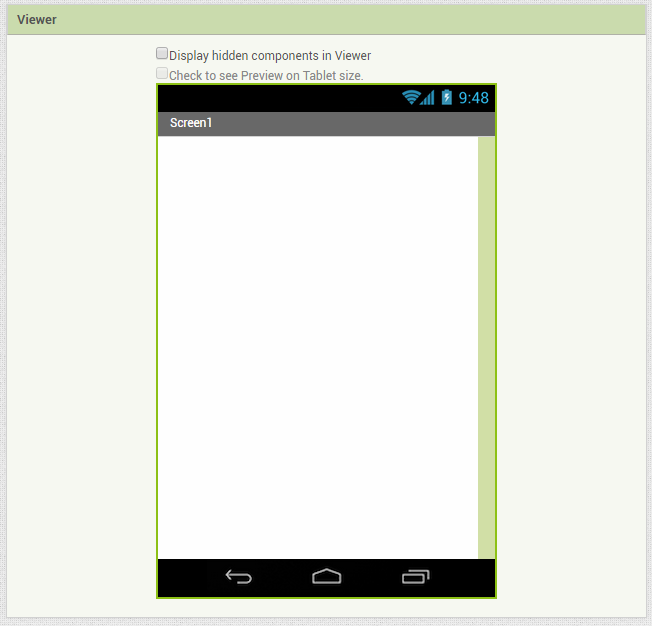 Viewer
Display hidden components in Viewer
Check to see Preview on Tablet size.
9:48
Screen1